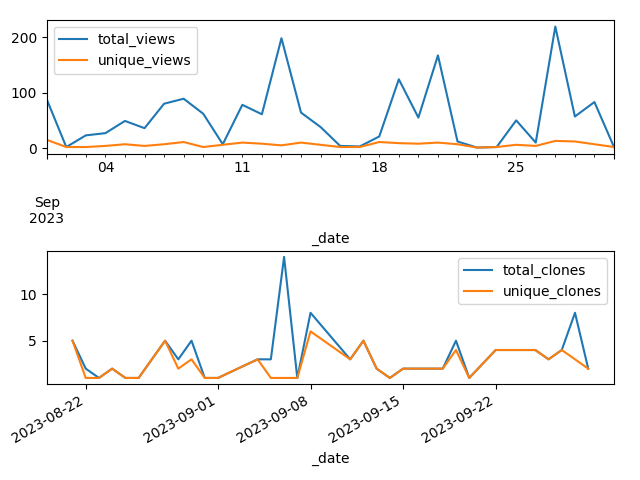 200
100
0
total_views
unique_views
04
11
18
25
Sep
2023
_date
10
5
total_clones
unique_clones
2023-08-22
2023-09-01
2023-09-08
2023-09-15
2023-09-22
_date